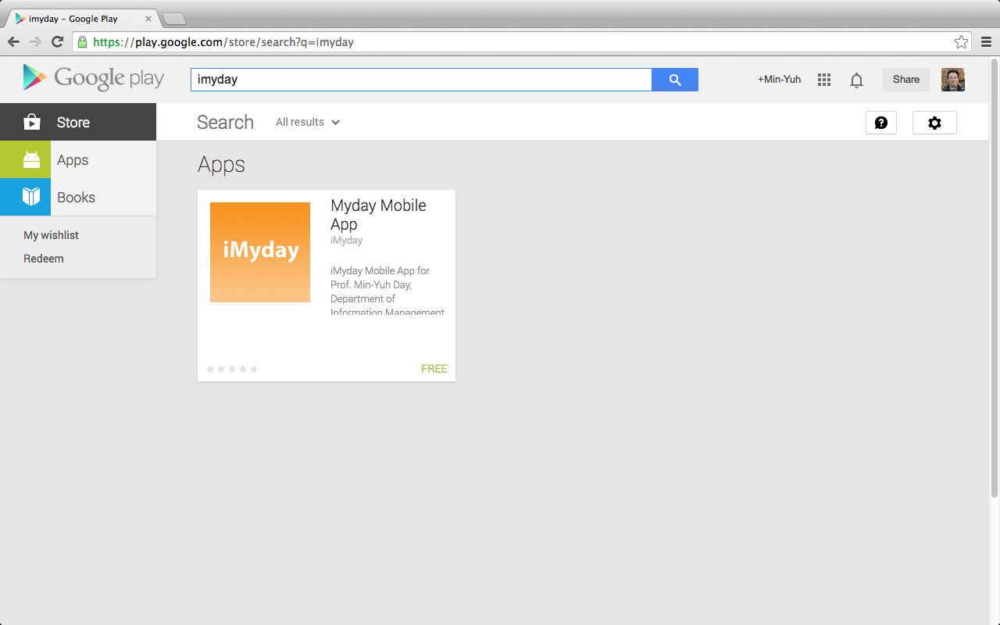 imyday – Google Play
https://play.google.com/store/search?q=imyday
Google play
imyday
+Min-Yuh
Share
Store
Search
All results
Apps
Books
My wishlist
Redeem
Apps
iMyday
Myday Mobile
App
iMyday
iMyday Mobile App for
Prof. Min-Yuh Day,
Department of
Information Management
FREE